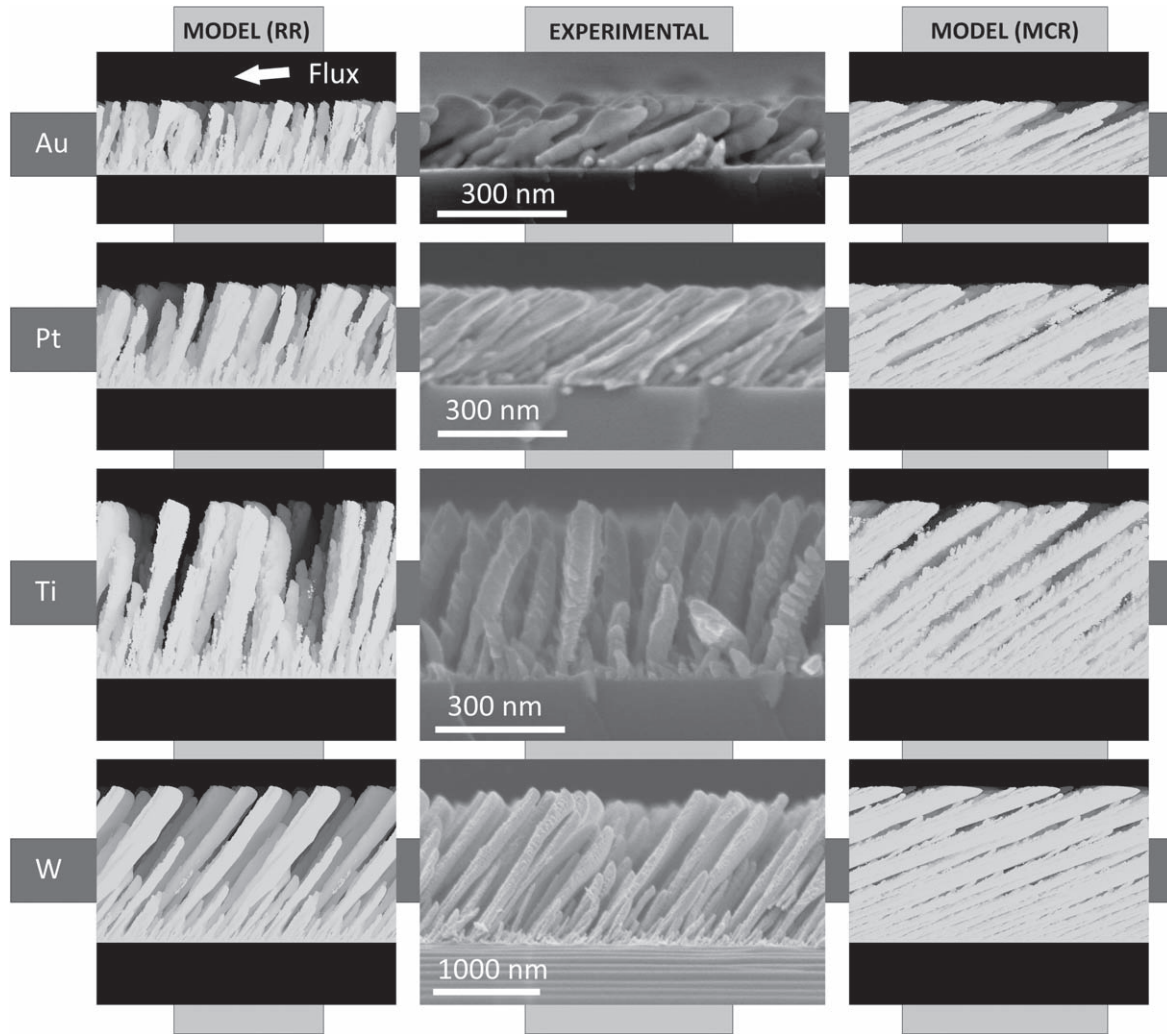 MODEL (RR)
EXPERIMENTAL
MODEL (MCR)
Flux
Au
300 nm
Pt
300 nm
Ti
300 nm
W
1000 nm